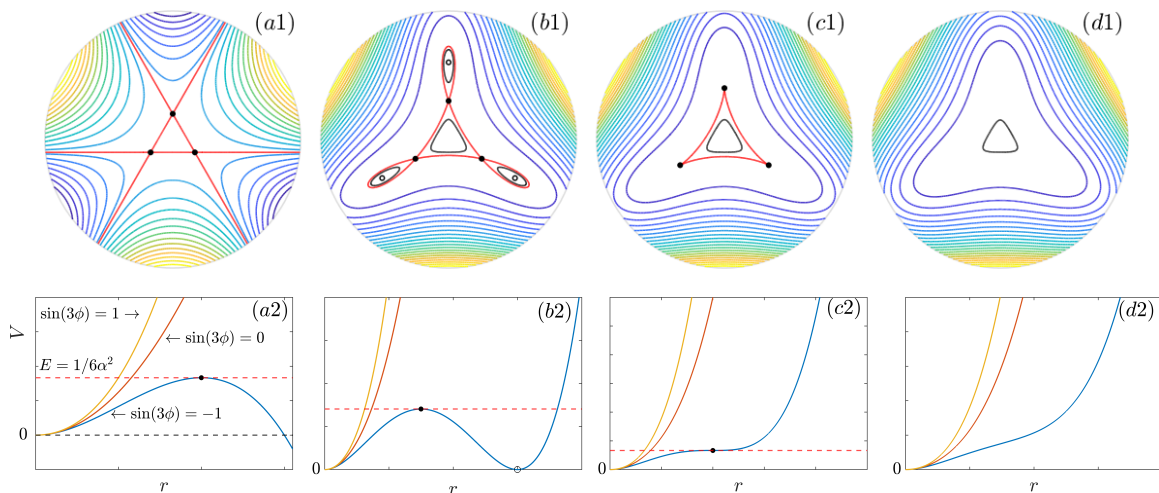 (a1)
(b1)
(c1)
(d1)
(a2)
sin(3ϕ) = 1 →
← sin(3ϕ) = 0
E = 1/6α²
← sin(3ϕ) = −1
V
0
r
(b2)
0
r
(c2)
0
r
(d2)
0
r